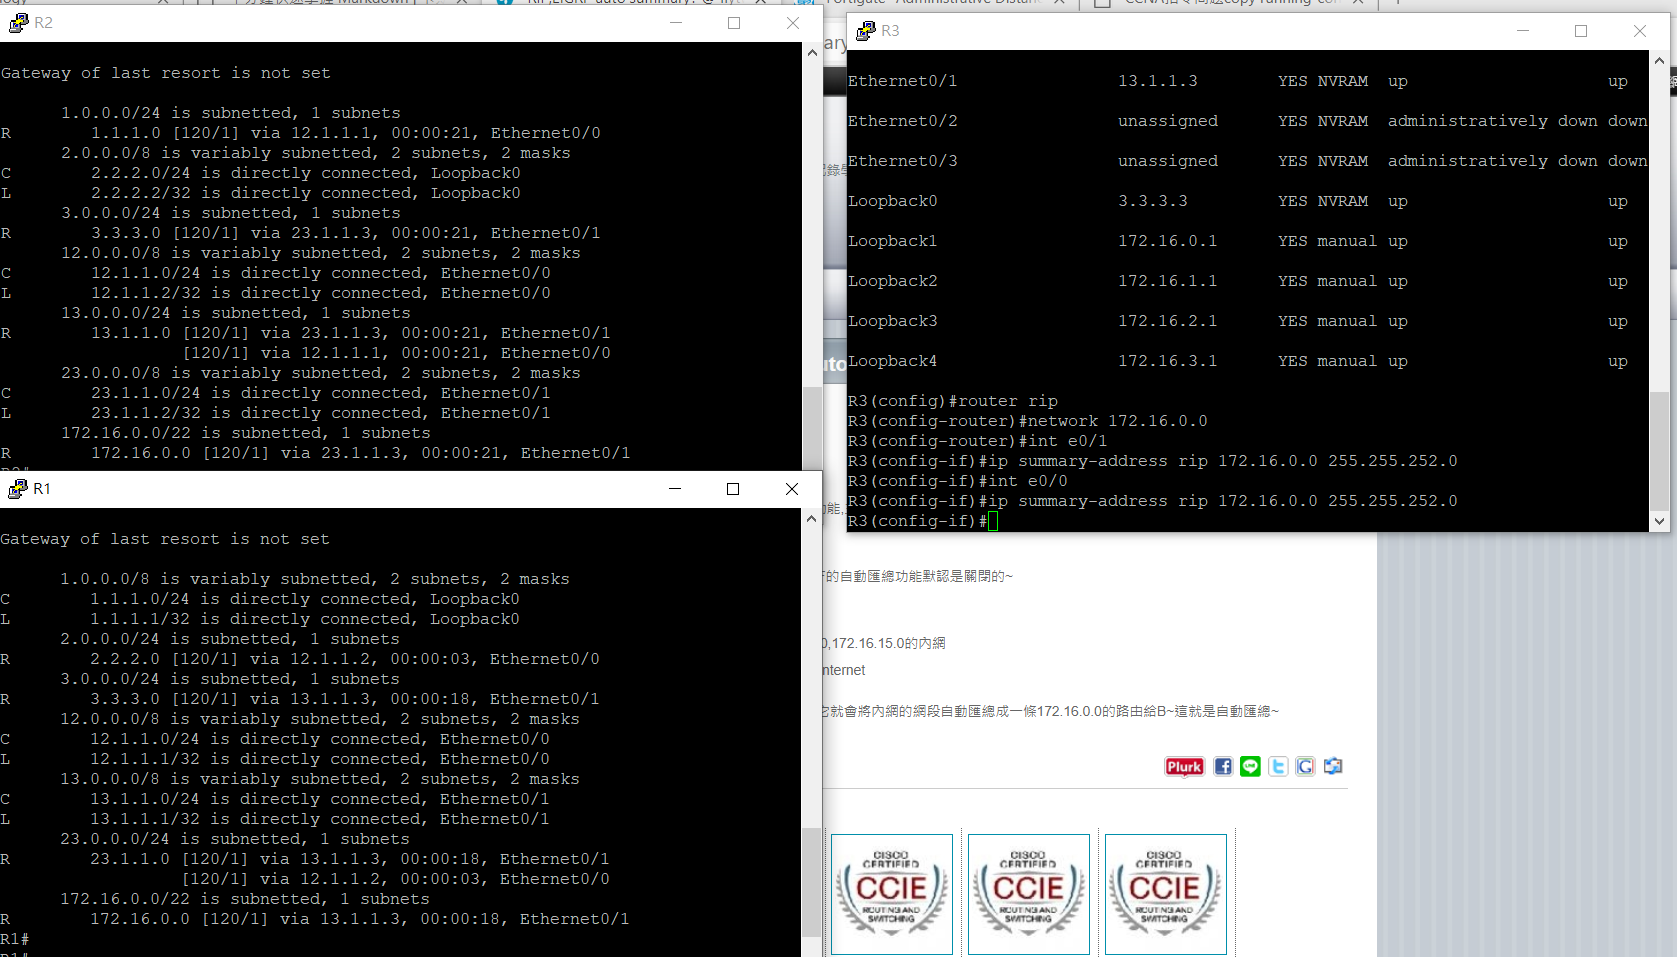 R2
Gateway of last resort is not set
1.0.0.0/24 is subnetted, 1 subnets
R        1.1.1.0 [120/1] via 12.1.1.1, 00:00:21, Ethernet0/0
2.0.0.0/8 is variably subnetted, 2 subnets, 2 masks
C        2.2.2.0/24 is directly connected, Loopback0
L        2.2.2.2/32 is directly connected, Loopback0
3.0.0.0/24 is subnetted, 1 subnets
R        3.3.3.0 [120/1] via 23.1.1.3, 00:00:21, Ethernet0/1
12.0.0.0/8 is variably subnetted, 2 subnets, 2 masks
C        12.1.1.0/24 is directly connected, Ethernet0/0
L        12.1.1.2/32 is directly connected, Ethernet0/0
13.0.0.0/24 is subnetted, 1 subnets
R        13.1.1.0 [120/1] via 23.1.1.3, 00:00:21, Ethernet0/1
[120/1] via 12.1.1.1, 00:00:21, Ethernet0/0
23.0.0.0/8 is variably subnetted, 2 subnets, 2 masks
C        23.1.1.0/24 is directly connected, Ethernet0/1
L        23.1.1.2/32 is directly connected, Ethernet0/1
172.16.0.0/22 is subnetted, 1 subnets
R        172.16.0.0 [120/1] via 23.1.1.3, 00:00:21, Ethernet0/1
R1
Gateway of last resort is not set
1.0.0.0/8 is variably subnetted, 2 subnets, 2 masks
C        1.1.1.0/24 is directly connected, Loopback0
L        1.1.1.1/32 is directly connected, Loopback0
2.0.0.0/24 is subnetted, 1 subnets
R        2.2.2.0 [120/1] via 12.1.1.2, 00:00:03, Ethernet0/0
3.0.0.0/24 is subnetted, 1 subnets
R        3.3.3.0 [120/1] via 13.1.1.3, 00:00:18, Ethernet0/1
12.0.0.0/8 is variably subnetted, 2 subnets, 2 masks
C        12.1.1.0/24 is directly connected, Ethernet0/0
L        12.1.1.1/32 is directly connected, Ethernet0/0
13.0.0.0/8 is variably subnetted, 2 subnets, 2 masks
C        13.1.1.0/24 is directly connected, Ethernet0/1
L        13.1.1.1/32 is directly connected, Ethernet0/1
23.0.0.0/24 is subnetted, 1 subnets
R        23.1.1.0 [120/1] via 13.1.1.3, 00:00:18, Ethernet0/1
[120/1] via 12.1.1.2, 00:00:03, Ethernet0/0
172.16.0.0/22 is subnetted, 1 subnets
R        172.16.0.0 [120/1] via 13.1.1.3, 00:00:18, Ethernet0/1
R1#
R3
Ethernet0/1 13.1.1.3 YES NVRAM up up
Ethernet0/2 unassigned YES NVRAM administratively down down
Ethernet0/3 unassigned YES NVRAM administratively down down
Loopback0 3.3.3.3 YES NVRAM up up
Loopback1 172.16.0.1 YES manual up up
Loopback2 172.16.1.1 YES manual up up
Loopback3 172.16.2.1 YES manual up up
Loopback4 172.16.3.1 YES manual up up
R3(config)#router rip
R3(config-router)#network 172.16.0.0
R3(config-router)#int e0/1
R3(config-if)#ip summary-address rip 172.16.0.0 255.255.252.0
R3(config-if)#int e0/0
R3(config-if)#ip summary-address rip 172.16.0.0 255.255.252.0
R3(config-if)#
的自動匯總功能默認是關閉的~
0,172.16.15.0的內網
nternet
它就會將內網的網段自動匯總成一條172.16.0.0的路由給B~這就是自動匯總~
Plurk
CISCO CERTIFIED CCIE ROUTING AND SWITCHING
CISCO CERTIFIED CCIE ROUTING AND SWITCHING
CISCO CERTIFIED CCIE ROUTING AND SWITCHING